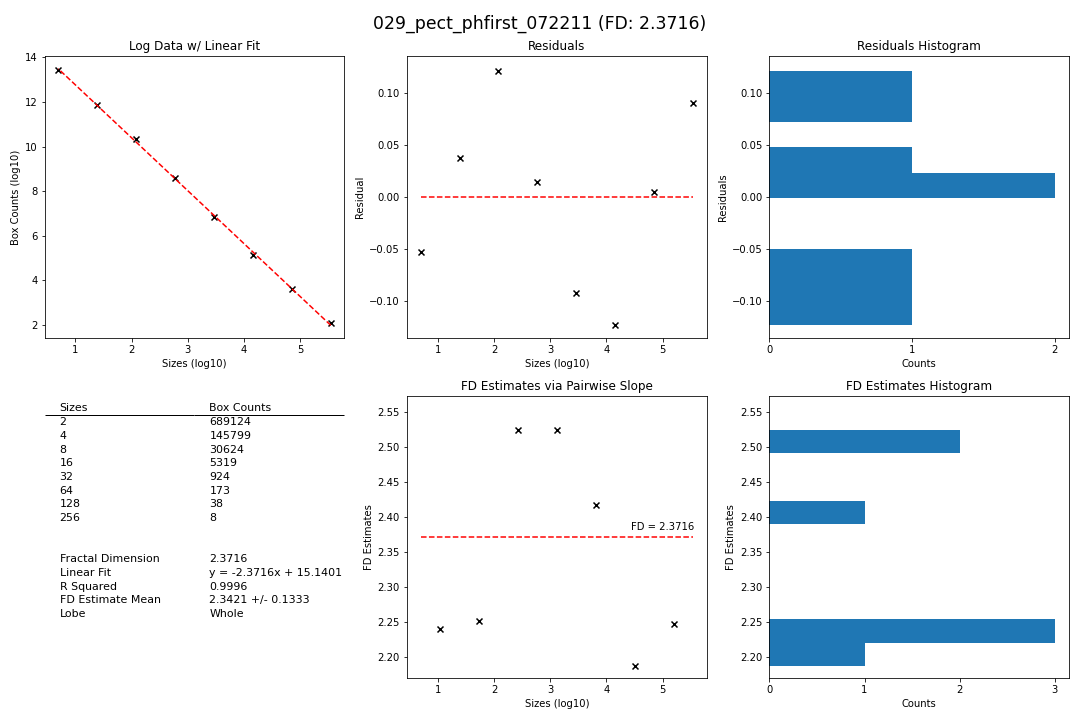 029_pect_phfirst_072211 (FD: 2.3716)
Log Data w/ Linear Fit
14
12
10
8
6
4
2
Box Counts (log10)
1 2 3 4 5
Sizes (log10)
Residuals
0.10
0.05
0.00
−0.05
−0.10
Residual
1 2 3 4 5
Sizes (log10)
Residuals Histogram
0.10
0.05
0.00
−0.05
−0.10
Residuals
0 1 2
Counts
Sizes Box Counts
2 689124
4 145799
8 30624
16 5319
32 924
64 173
128 38
256 8
Fractal Dimension 2.3716
Linear Fit y = -2.3716x + 15.1401
R Squared 0.9996
FD Estimate Mean 2.3421 +/- 0.1333
Lobe Whole
FD Estimates via Pairwise Slope
2.55
2.50
2.45
2.40
2.35
2.30
2.25
2.20
FD Estimates
FD = 2.3716
1 2 3 4 5
Sizes (log10)
FD Estimates Histogram
2.55
2.50
2.45
2.40
2.35
2.30
2.25
2.20
FD Estimates
0 1 2 3
Counts